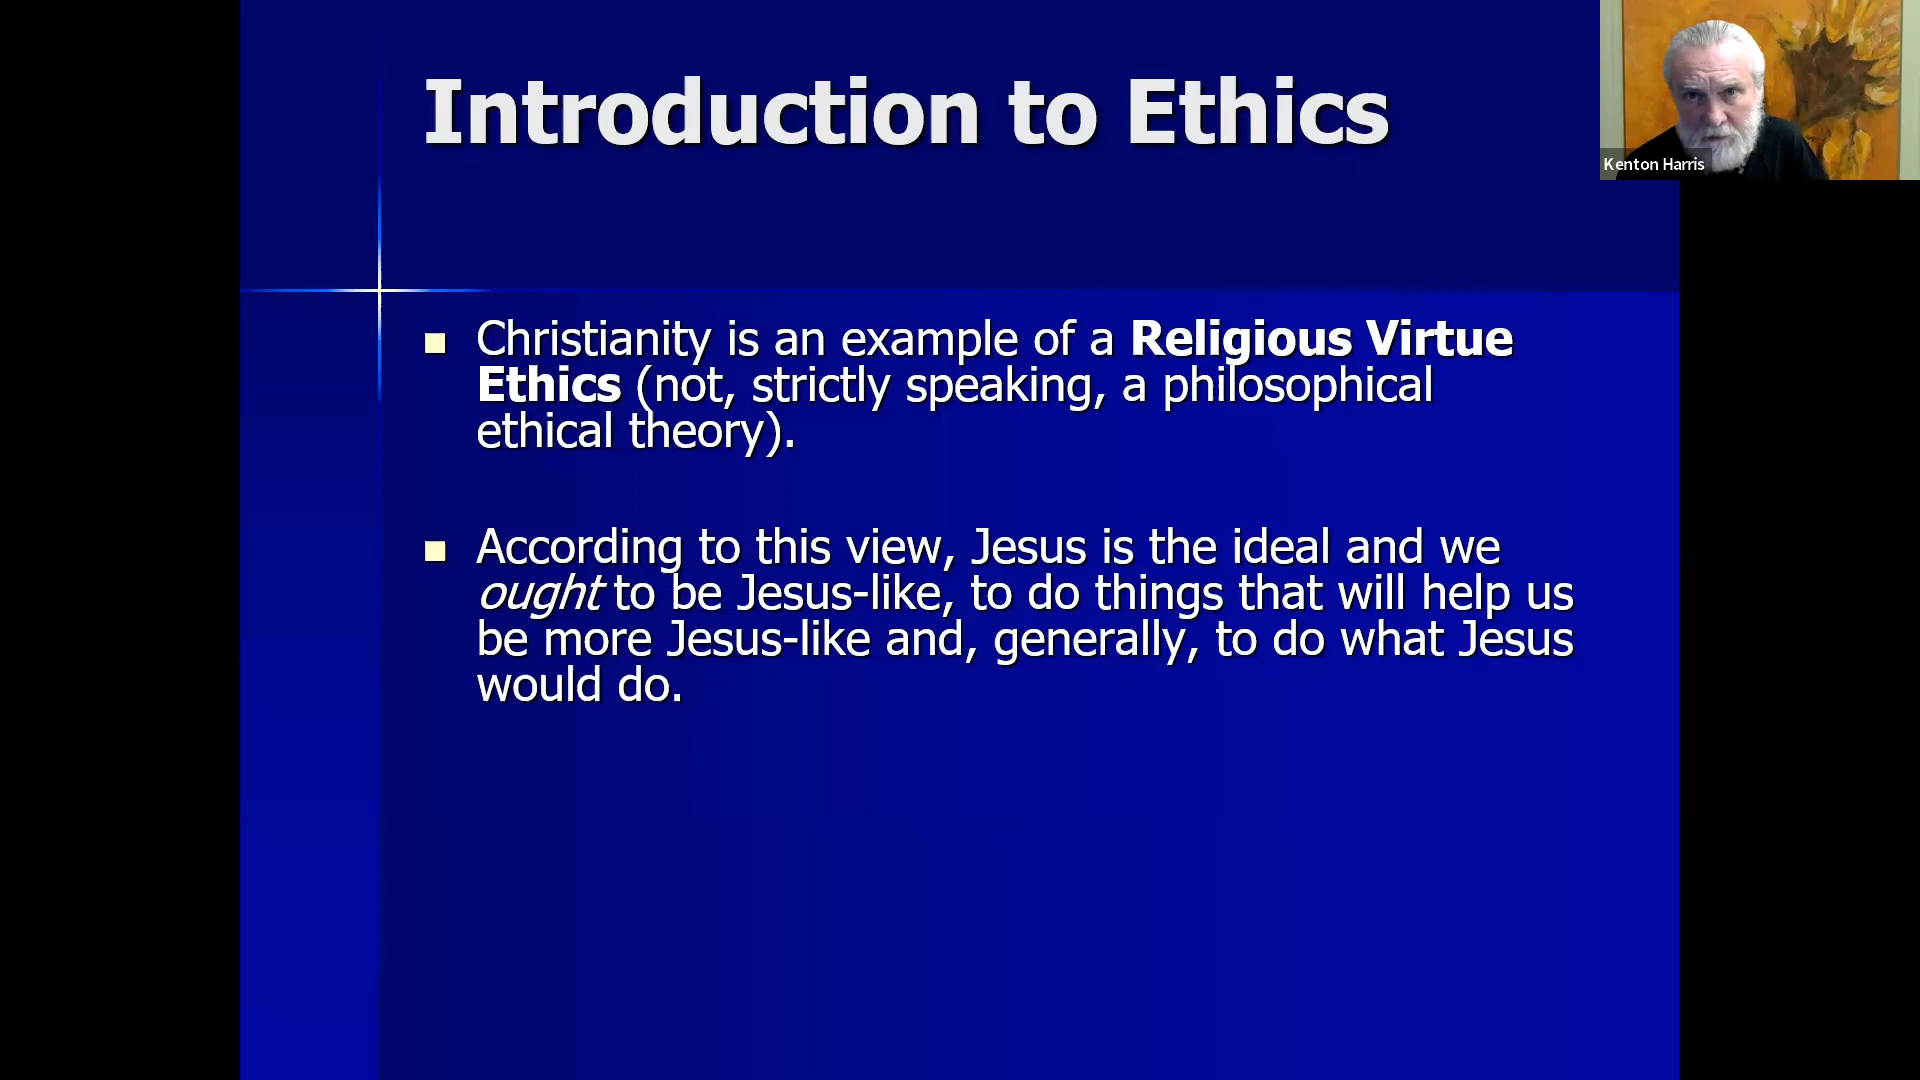 Introduction to Ethics
Kenton Harris
Christianity is an example of a Religious Virtue
Ethics (not, strictly speaking, a philosophical
ethical theory).
According to this view, Jesus is the ideal and we
ought to be Jesus-like, to do things that will help us
be more Jesus-like and, generally, to do what Jesus
would do.